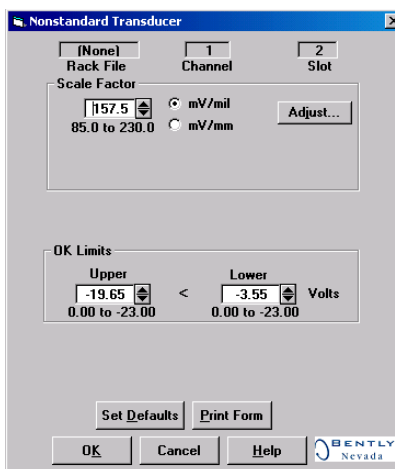 Nonstandard Transducer
(None) 1 2
Rack File Channel Slot
Scale Factor
157.5 mV/mil Adjust...
85.0 to 230.0 mV/mm
OK Limits
Upper Lower
-19.65 < -3.55 Volts
0.00 to -23.00 0.00 to -23.00
Set Defaults Print Form
OK Cancel Help BENTLY
Nevada